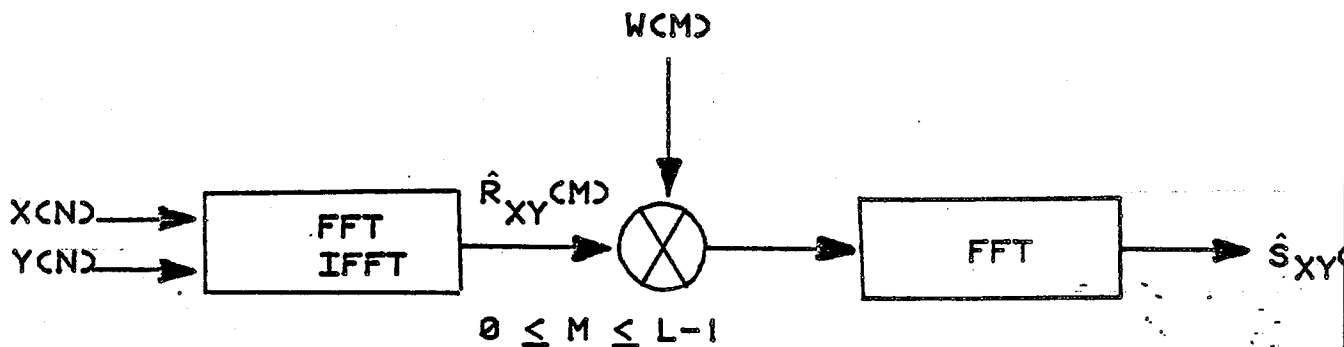 W(M)
X(N)
Y(N)
FFT
IFFT
R̂XY(M)
FFT
ŜXY(
0 ≤ M ≤ L-1